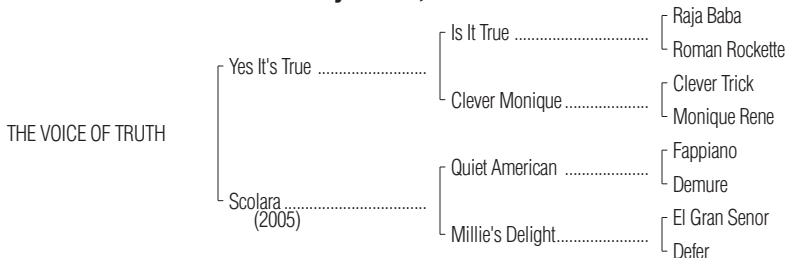 Raja Baba
Is It True ................................
Roman Rockette
Yes It's True ..........................
Clever Trick
Clever Monique ....................
Monique Rene
THE VOICE OF TRUTH
Fappiano
Quiet American ....................
Demure
Scolara ..................................
(2005)
El Gran Senor
Millie's Delight......................
Defer